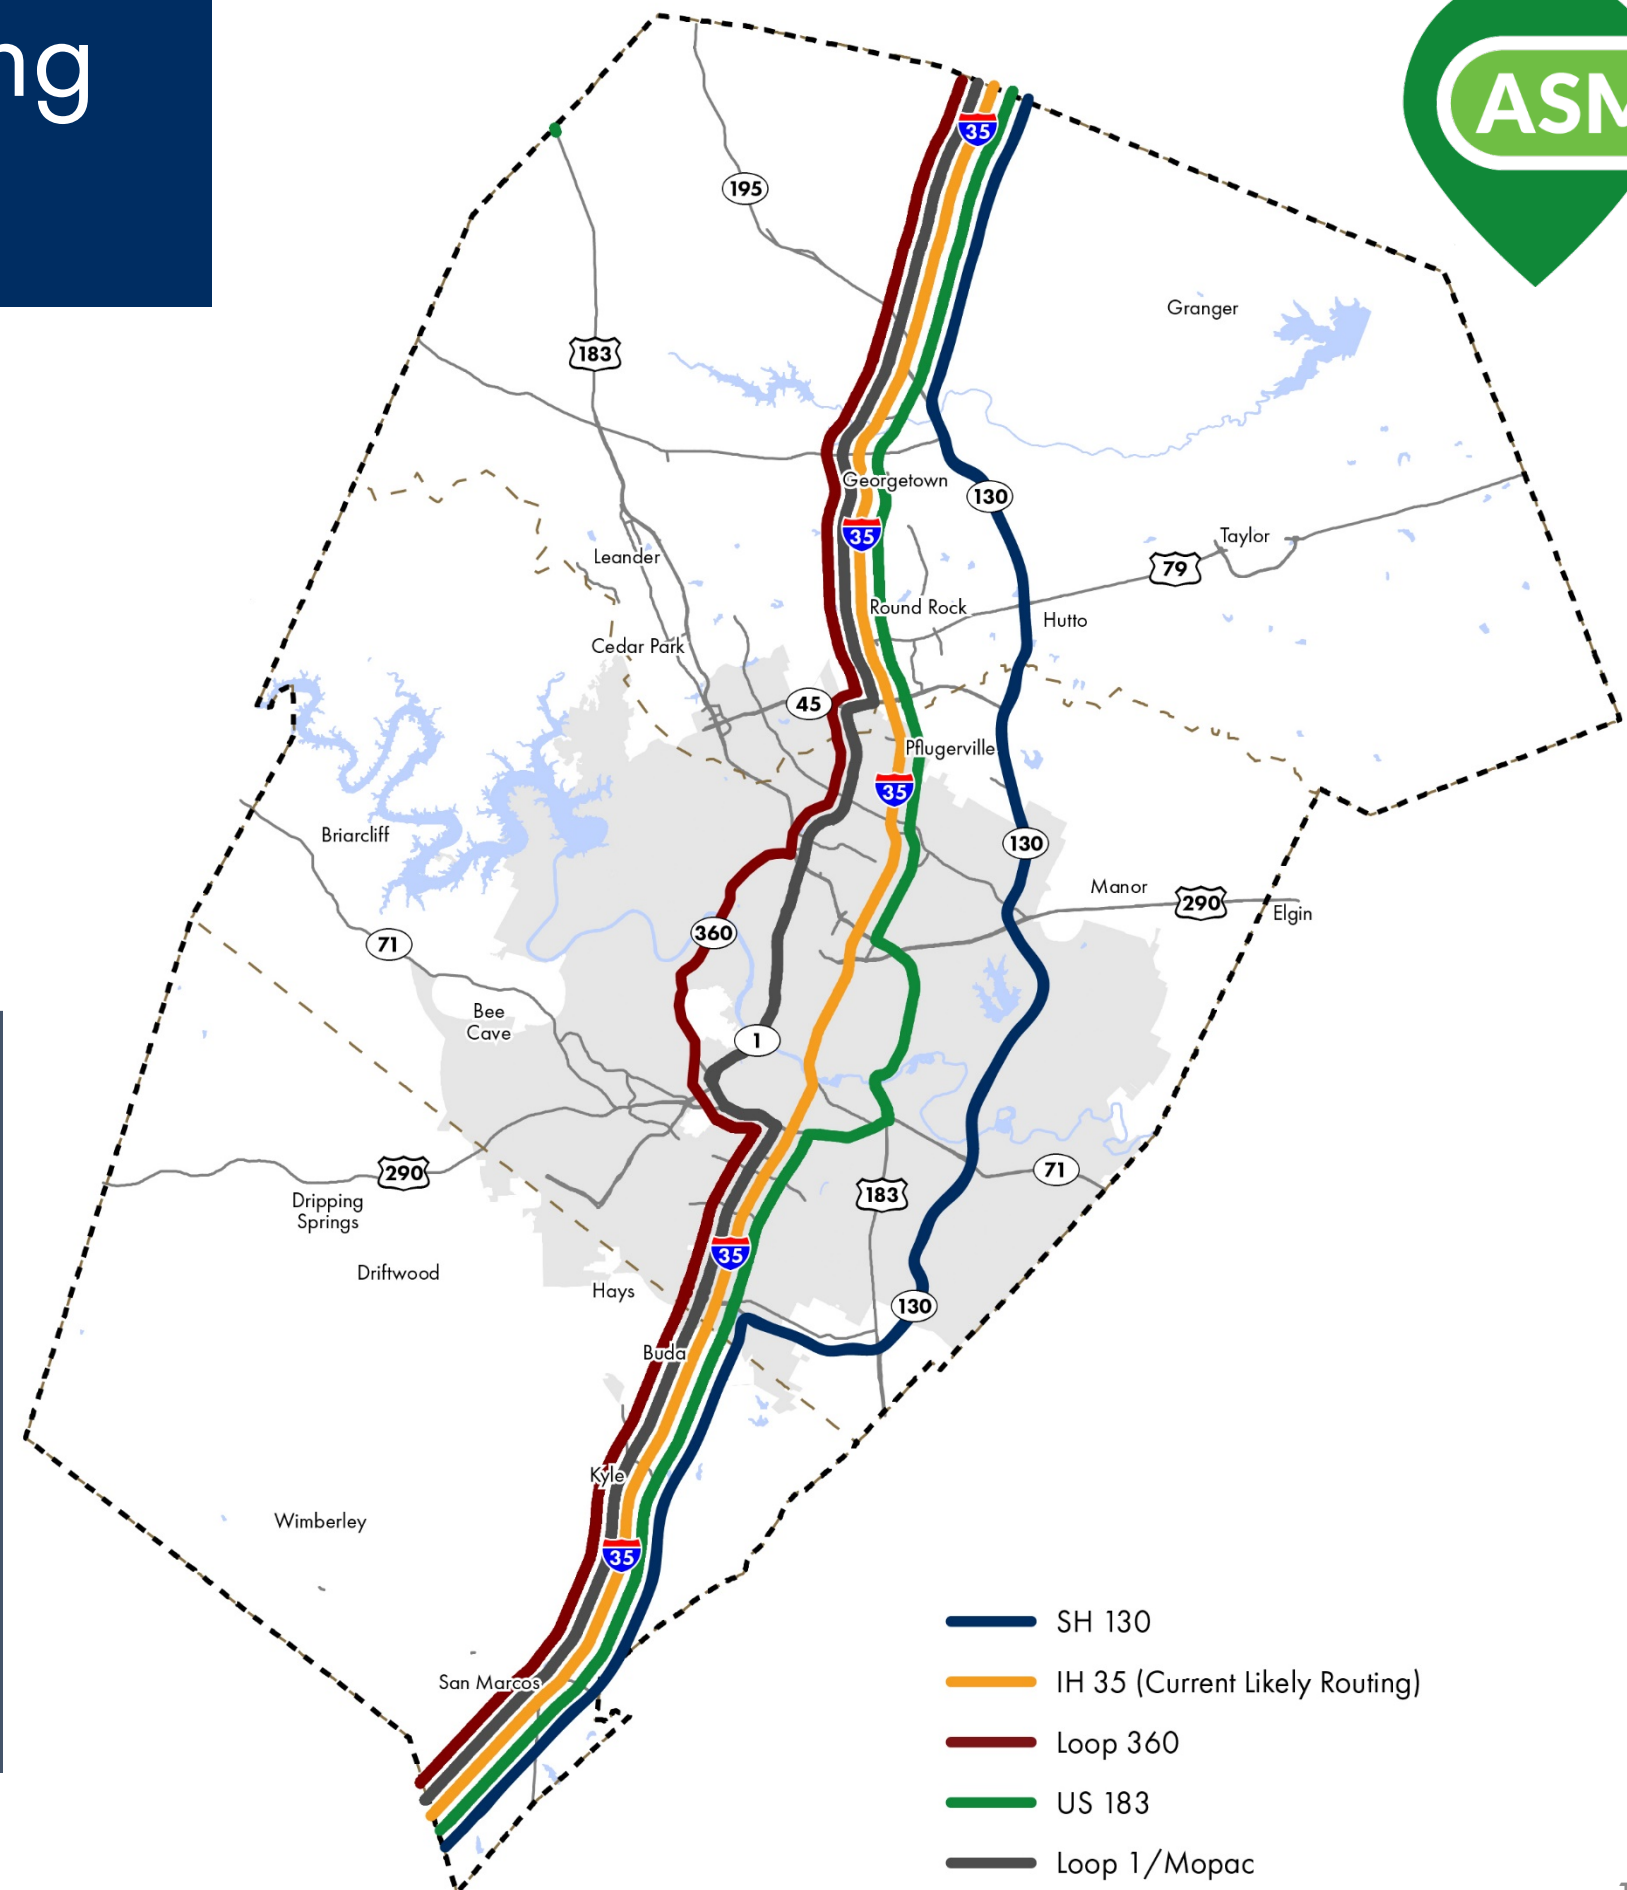 ng
ASM
35
195
Granger
183
Georgetown
130
35
Leander
Taylor
79
Round Rock
Hutto
Cedar Park
45
Pflugerville
35
Briarcliff
130
Manor
290
Elgin
360
71
Bee
Cave
1
290
71
183
Dripping
Springs
35
Driftwood
Hays
130
Buda
Kyle
Wimberley
35
San Marcos
SH 130
IH 35 (Current Likely Routing)
Loop 360
US 183
Loop 1/Mopac